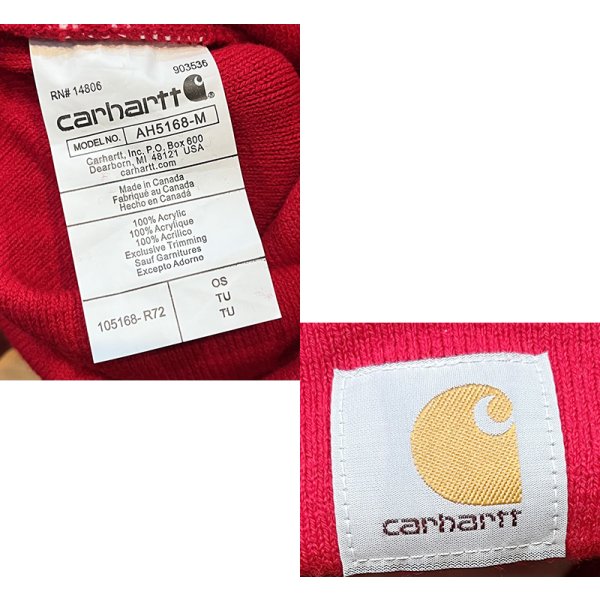 RN# 14806
903536
carhartt
MODEL NO. AH5168-M
Carhartt, Inc. P.O. Box 600
Dearborn, MI 48121 USA
carhartt.com
Made in Canada
Fabriqué au Canada
Hecho en Canadá
100% Acrylic
100% Acrylique
100% Acrilico
Exclusive Trimming
Sauf Garnitures
Excepto Adorno
105168-R72
OS
TU
TU
carhartt